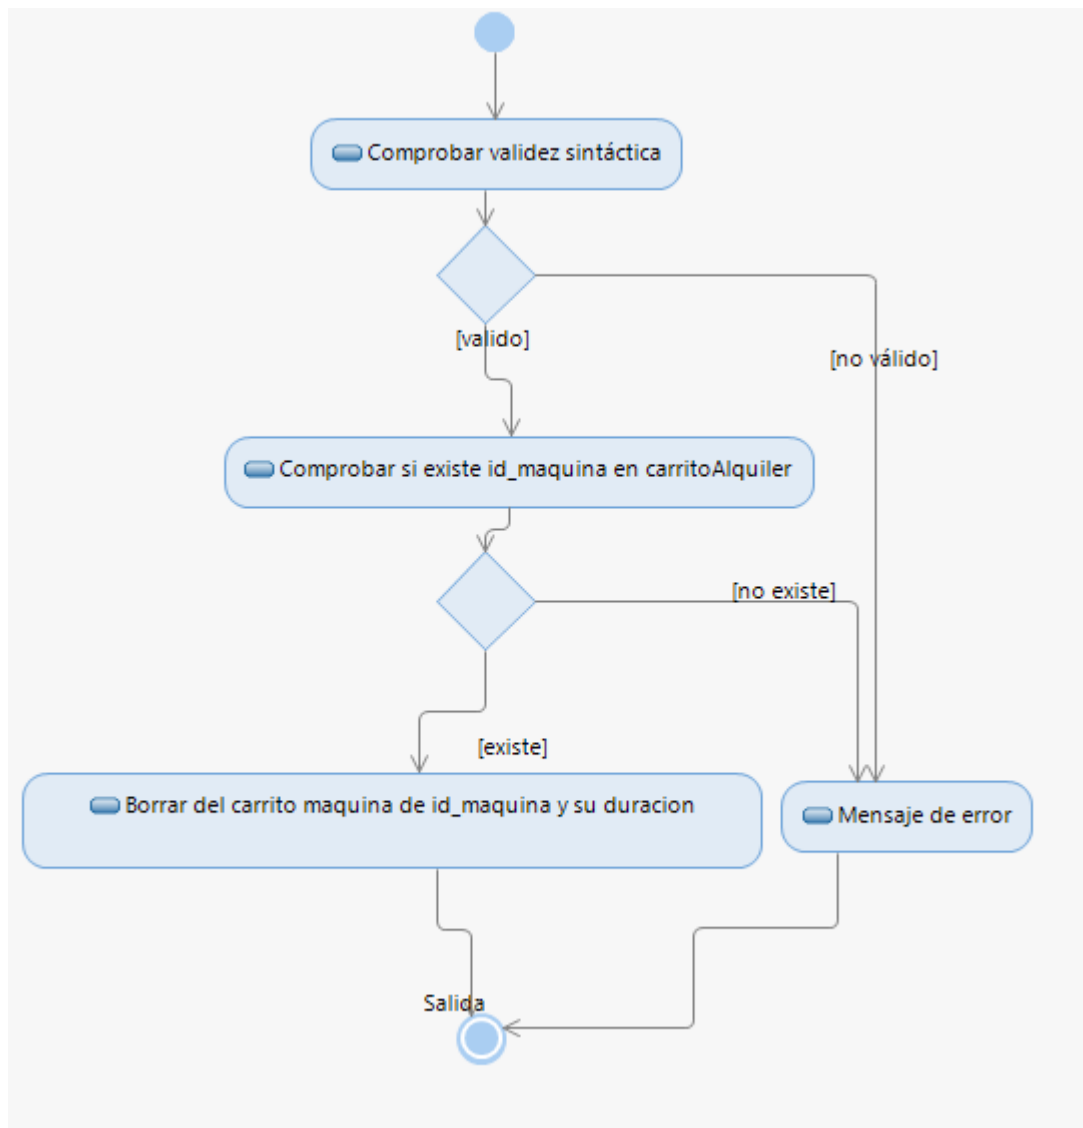 Comprobar validez sintáctica
[valido]
[no válido]
Comprobar si existe id_maquina en carritoAlquiler
[no existe]
[existe]
Borrar del carrito maquina de id_maquina y su duracion
Mensaje de error
Salida